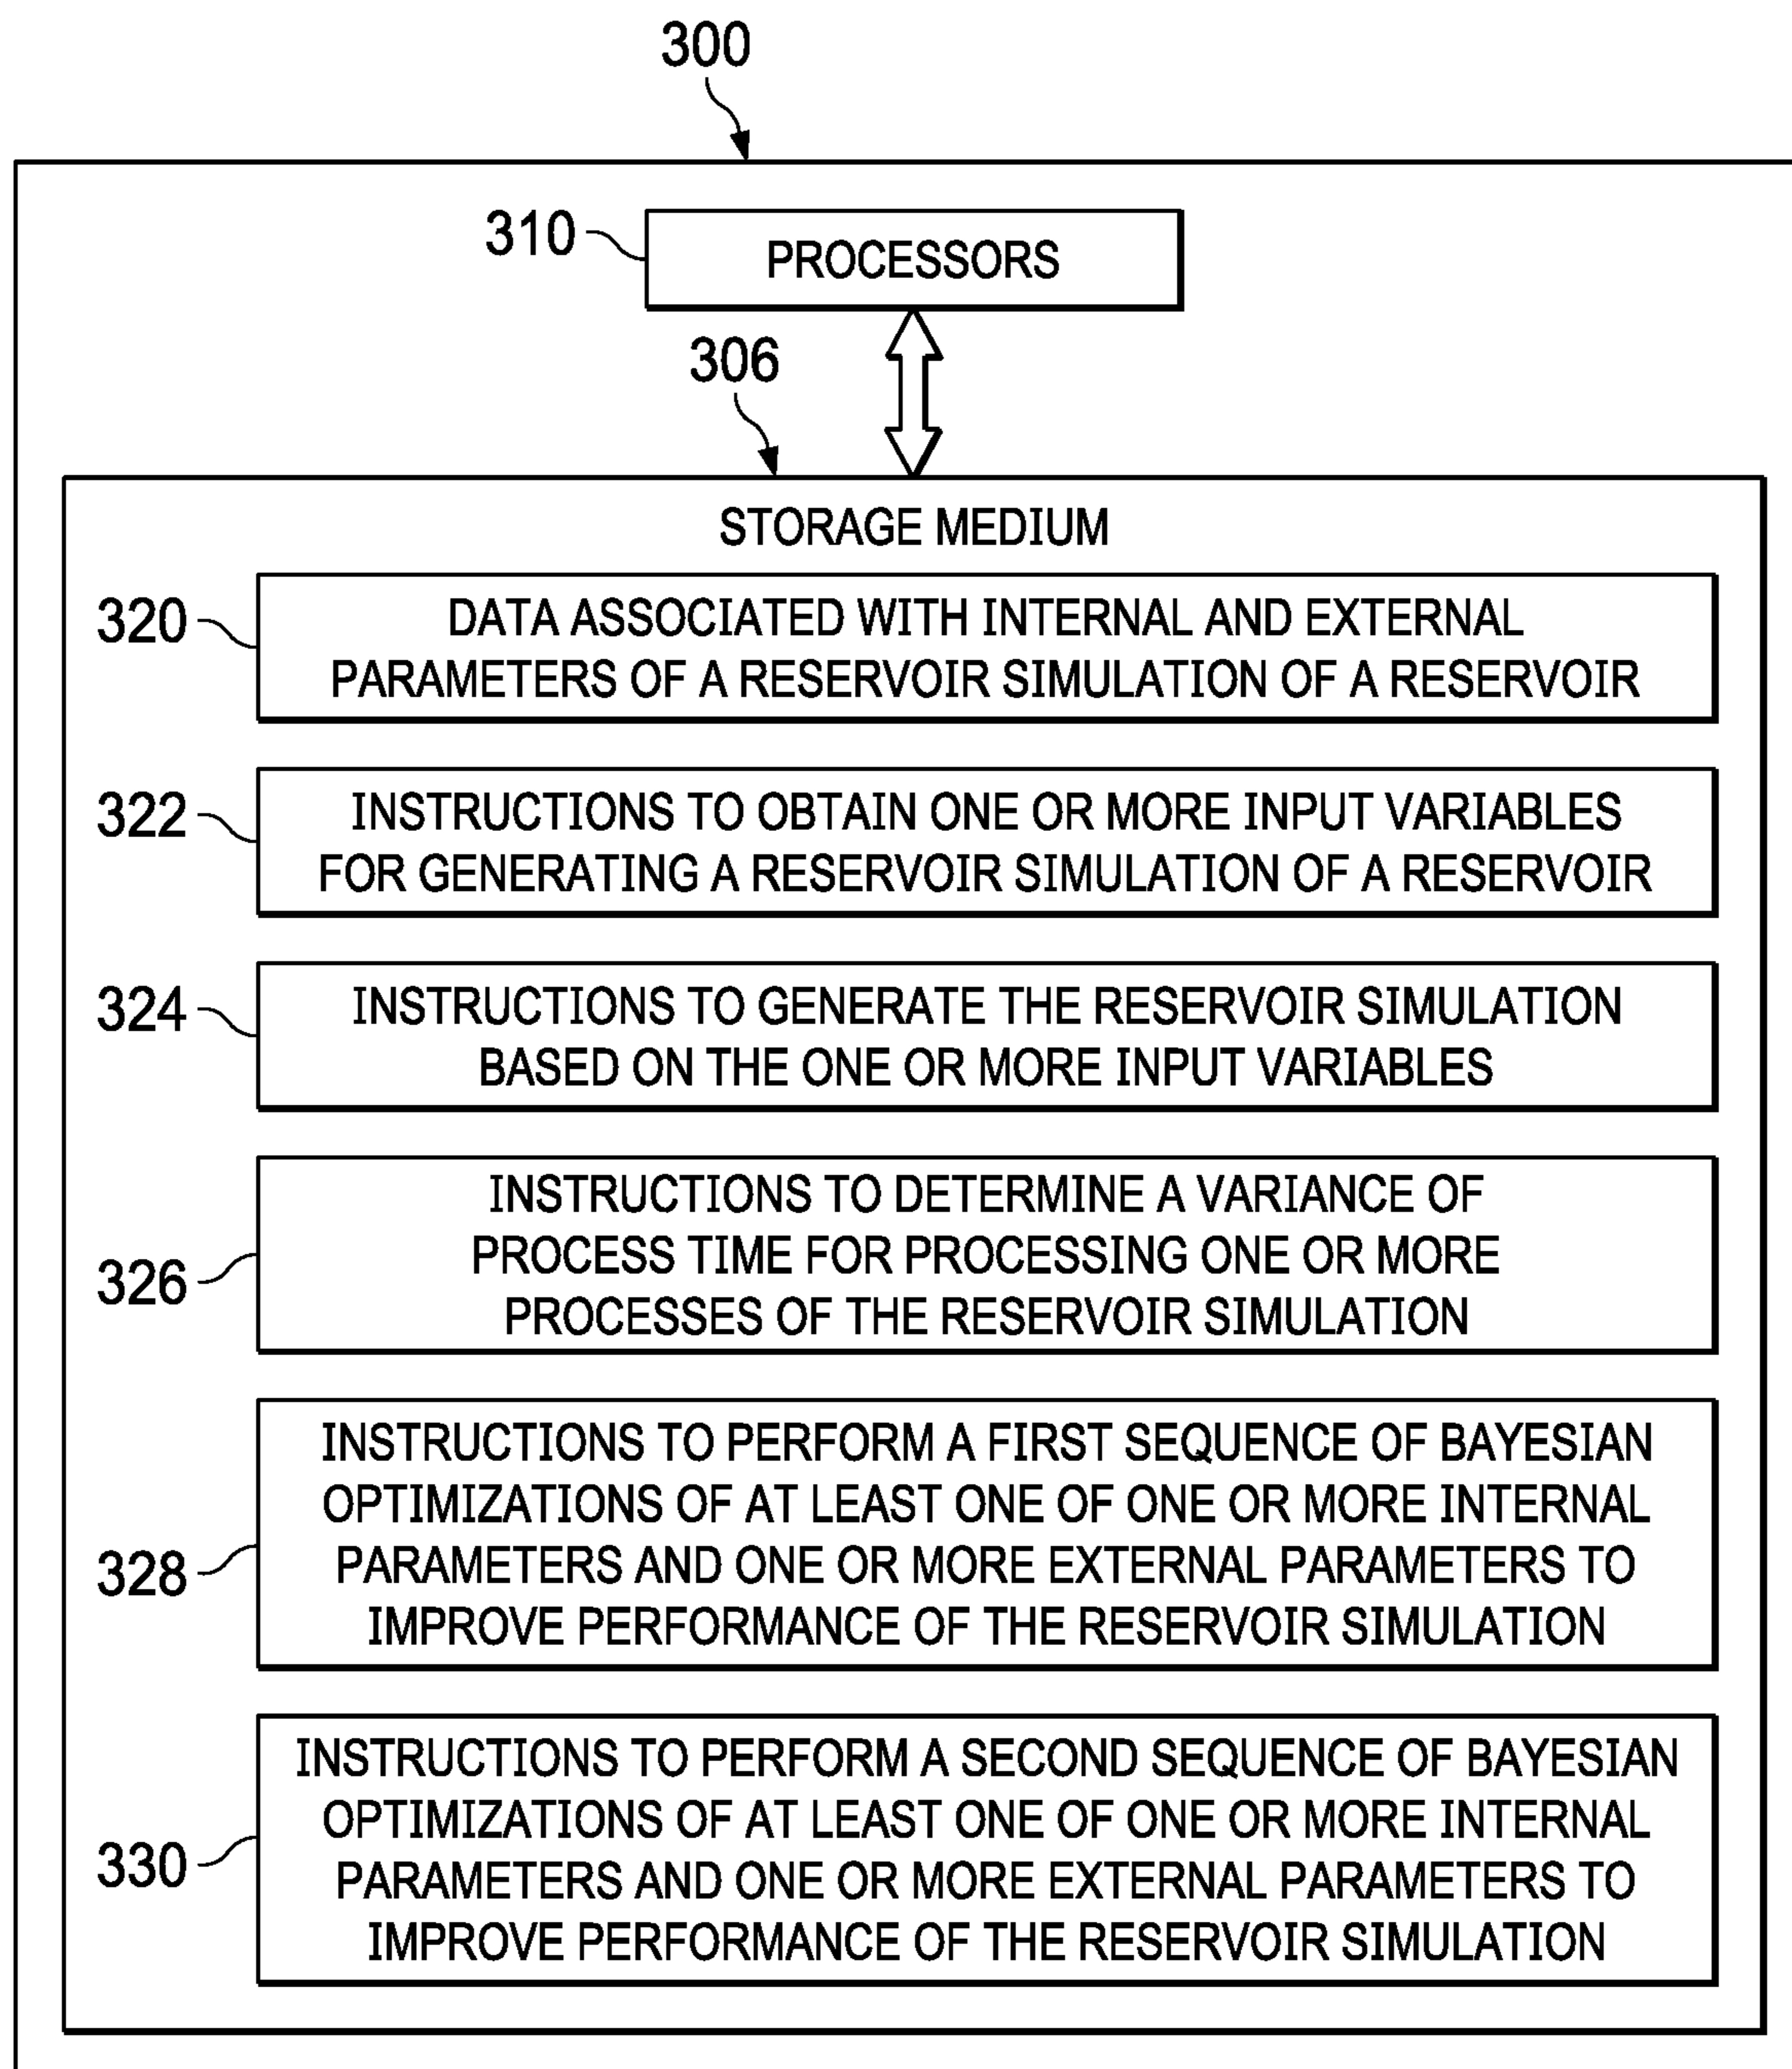 300
310
PROCESSORS
306
STORAGE MEDIUM
320
DATA ASSOCIATED WITH INTERNAL AND EXTERNAL
PARAMETERS OF A RESERVOIR SIMULATION OF A RESERVOIR
322
INSTRUCTIONS TO OBTAIN ONE OR MORE INPUT VARIABLES
FOR GENERATING A RESERVOIR SIMULATION OF A RESERVOIR
324
INSTRUCTIONS TO GENERATE THE RESERVOIR SIMULATION
BASED ON THE ONE OR MORE INPUT VARIABLES
326
INSTRUCTIONS TO DETERMINE A VARIANCE OF
PROCESS TIME FOR PROCESSING ONE OR MORE
PROCESSES OF THE RESERVOIR SIMULATION
328
INSTRUCTIONS TO PERFORM A FIRST SEQUENCE OF BAYESIAN
OPTIMIZATIONS OF AT LEAST ONE OF ONE OR MORE INTERNAL
PARAMETERS AND ONE OR MORE EXTERNAL PARAMETERS TO
IMPROVE PERFORMANCE OF THE RESERVOIR SIMULATION
330
INSTRUCTIONS TO PERFORM A SECOND SEQUENCE OF BAYESIAN
OPTIMIZATIONS OF AT LEAST ONE OF ONE OR MORE INTERNAL
PARAMETERS AND ONE OR MORE EXTERNAL PARAMETERS TO
IMPROVE PERFORMANCE OF THE RESERVOIR SIMULATION